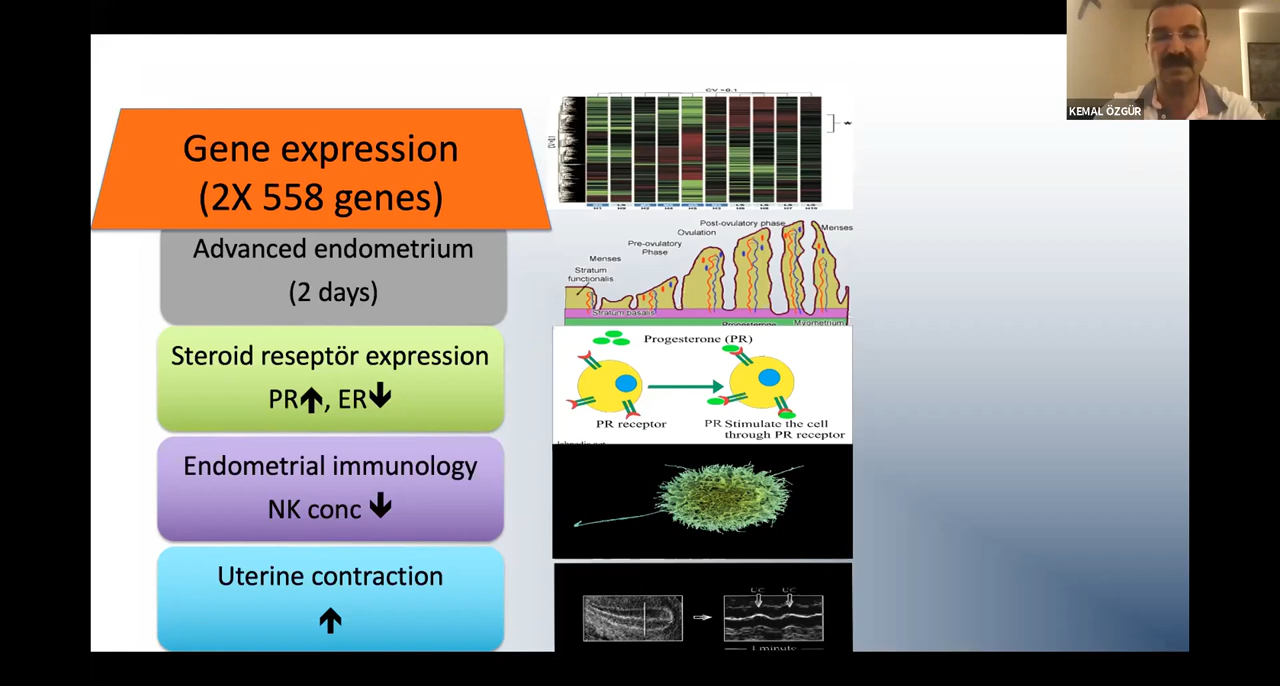 KEMAL ÖZGÜR
Gene expression
(2X 558 genes)
Advanced endometrium
(2 days)
Steroid reseptör expression
PR↑, ER↓
Endometrial immunology
NK conc ↓
Uterine contraction
↑
Post-ovulatory phase
Ovulation
Menses
Pre-ovulatory
Phase
Menses
Stratum
functionalis
Stratum basalis
Progesterone
Myometrium
Progesterone (PR)
PR receptor
PR Stimulate the cell
through PR receptor
UC UC
1 minute